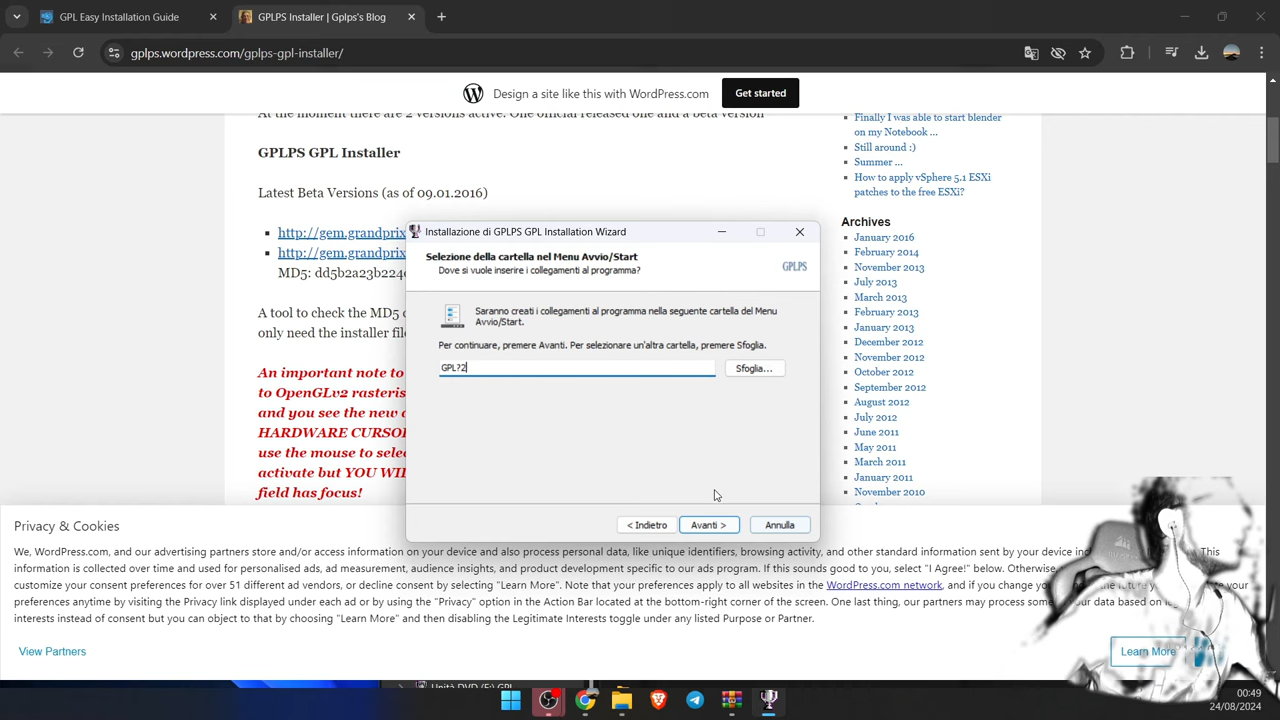 GPL Easy Installation Guide
GPLPS Installer | Gplps's Blog
gplps.wordpress.com/gplps-gpl-installer/
Design a site like this with WordPress.com
Get started
At the moment there are 2 versions active. One official released one and a beta version
GPLPS GPL Installer
Latest Beta Versions (as of 09.01.2016)
http://gem.grandprix
http://gem.grandprix
MD5: dd5b2a23b224
A tool to check the MD5
only need the installer file
An important note to
to OpenGLv2 rasteris
and you see the new
HARDWARE CURSOR
use the mouse to sele
activate but YOU WI
field has focus!
Finally I was able to start blender
on my Notebook ...
Still around :)
Summer ...
How to apply vSphere 5.1 ESXi
patches to the free ESXi?
Archives
January 2016
February 2014
November 2013
July 2013
March 2013
February 2013
January 2013
December 2012
November 2012
October 2012
September 2012
August 2012
July 2012
June 2011
May 2011
March 2011
January 2011
November 2010
Installazione di GPLPS GPL Installation Wizard
Selezione della cartella nel Menu Avvio/Start
Dove si vuole inserire i collegamenti al programma?
GPLPS
Saranno creati i collegamenti al programma nella seguente cartella del Menu
Avvio/Start.
Per continuare, premere Avanti. Per selezionare un'altra cartella, premere Sfoglia.
GPL?2
Sfoglia...
< Indietro
Avanti >
Annulla
Privacy & Cookies
We, WordPress.com, and our advertising partners store and/or access information on your device and also process personal data, like unique identifiers, browsing activity, and other standard information sent by your device This
information is collected over time and used for personalised ads, ad measurement, audience insights, and product development specific to our ads program. If this sounds good to you, select "I Agree!" below. Otherwise,
customize your consent preferences for over 51 different ad vendors, or decline consent by selecting "Learn More". Note that your preferences apply to all websites in the WordPress.com network, and if you change your
preferences anytime by visiting the Privacy link displayed under each ad or by using the "Privacy" option in the Action Bar located at the bottom-right corner of the screen. One last thing, our partners may process some your data based on
interests instead of consent but you can object to that by choosing "Learn More" and then disabling the Legitimate Interests toggle under any listed Purpose or Partner.
View Partners
Learn More
Unità DVD (F:) GPL
00:49
24/08/2024